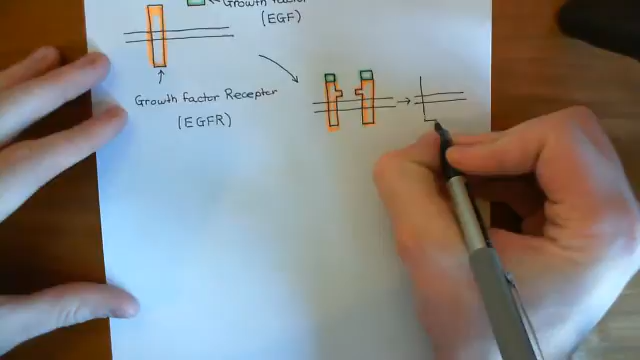 Growth Factor
(EGF)
Growth Factor Receptor
(EGFR)